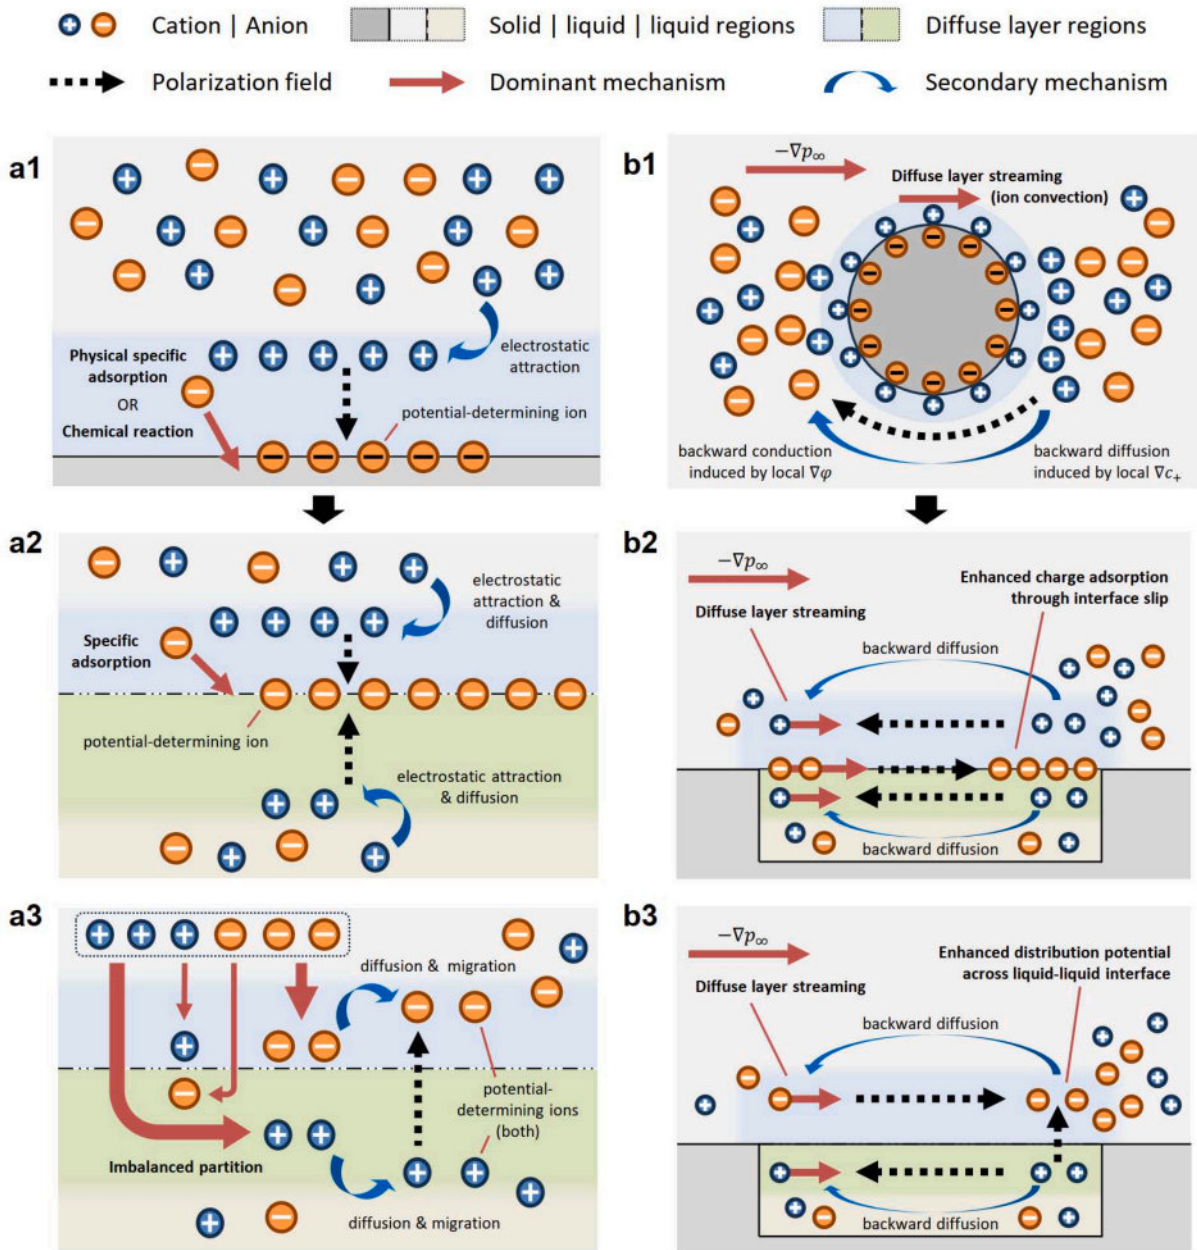 Cation | Anion
Solid | liquid | liquid regions
Diffuse layer regions
Polarization field
Dominant mechanism
Secondary mechanism
a1
Physical specific
adsorption
OR
Chemical reaction
electrostatic
attraction
potential-determining ion
b1
−∇p∞
Diffuse layer streaming
(ion convection)
backward conduction
induced by local ∇φ
backward diffusion
induced by local ∇c₊
a2
electrostatic
attraction &
diffusion
Specific
adsorption
potential-determining ion
electrostatic attraction
& diffusion
b2
−∇p∞
Enhanced charge adsorption
through interface slip
Diffuse layer streaming
backward diffusion
backward diffusion
a3
diffusion & migration
potential-
determining ions
(both)
Imbalanced partition
diffusion & migration
b3
−∇p∞
Enhanced distribution potential
across liquid-liquid interface
Diffuse layer streaming
backward diffusion
backward diffusion